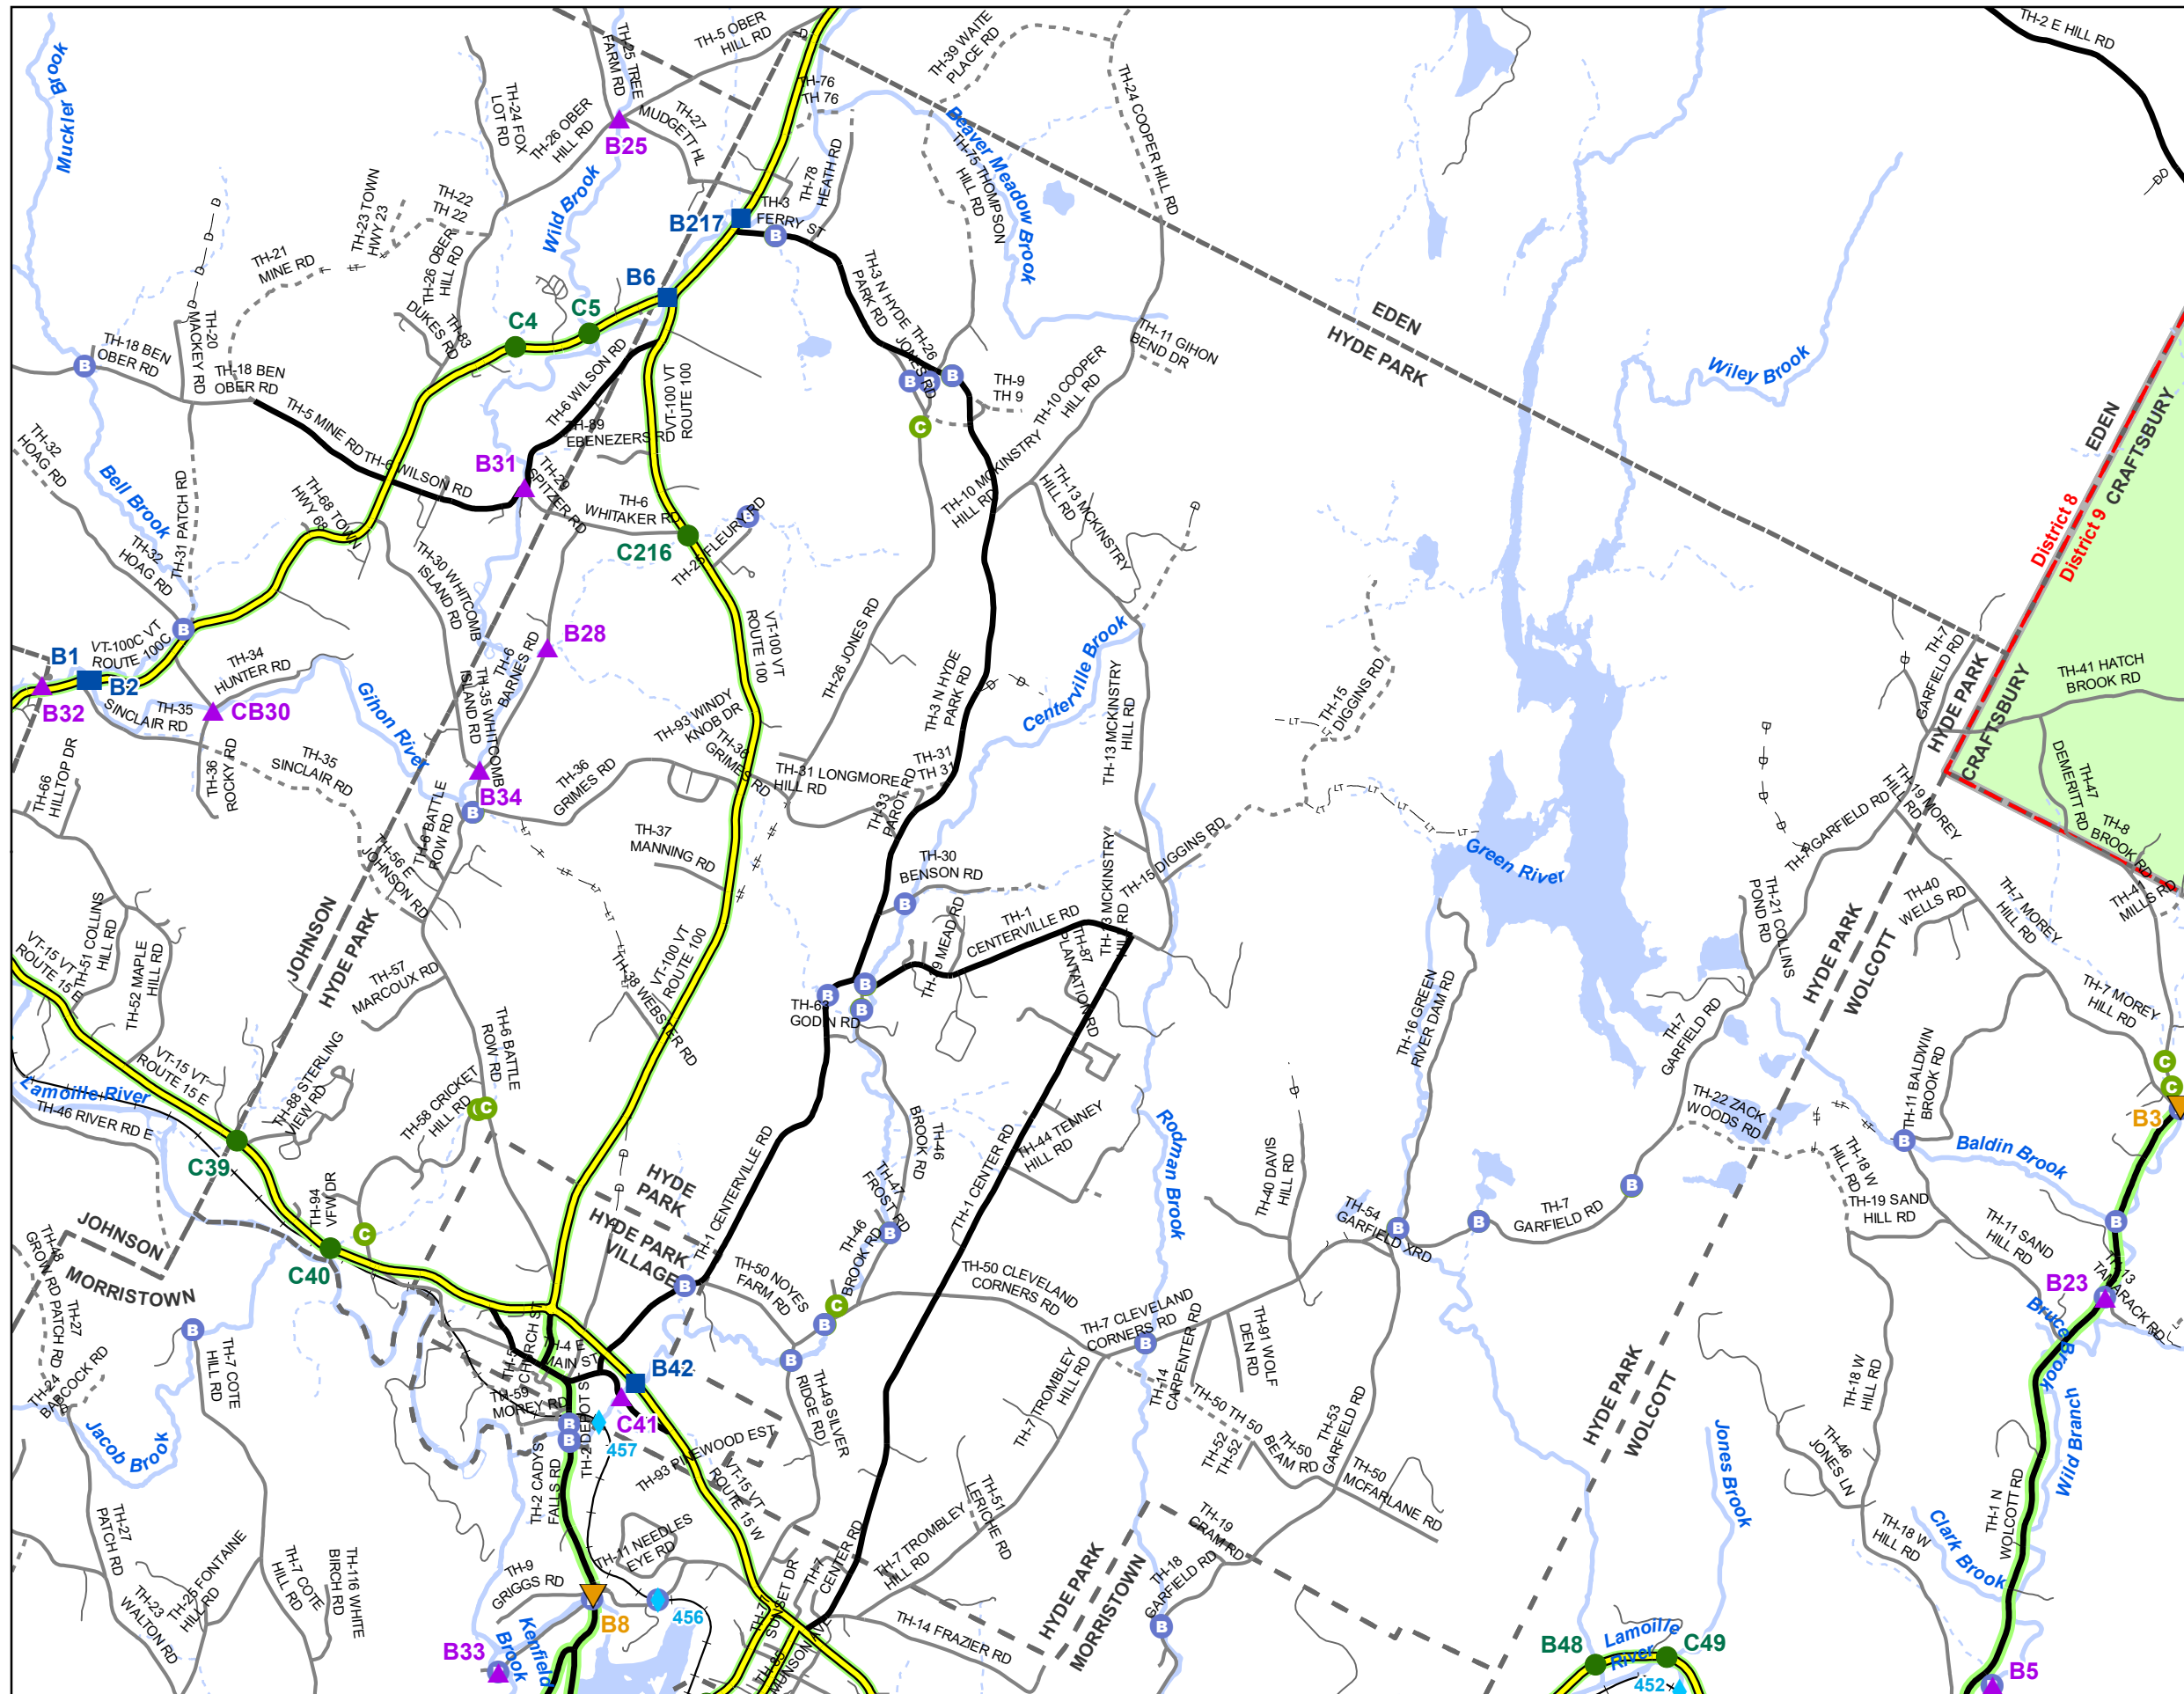 TH-2 E HILL RD
Muckler Brook
TH-25 TREE
FARM RD
TH-5 OBER
HILL RD
TH-39 WAITE
PLACE RD
TH-76
TH 76
TH-24 FOX
LOT RD
TH-26 OBER
HILL RD
TH-27
MUDGETT HL
B25
TH-24 COOPER HILL RD
Beaver Meadow Brook
TH-75 THOMPSON
HILL RD
TH-78
HEATH RD
TH-3
FERRY ST
B217
Wild Brook
TH-22
TH 22
TH-23 TOWN
HWY 23
TH-21
MINE RD
TH-26 OBER
HILL RD
B6
C5
C4
TH-3 N HYDE
PARK RD
TH-26
JONES RD
TH-83
DUKES RD
TH-20
MACKEY RD
TH-18 BEN
OBER RD
TH-18 BEN
OBER RD
TH-11 GIHON
BEND DR
EDEN
HYDE PARK
Wiley Brook
EDEN
CRAFTSBURY
TH-6 WILSON RD
VT-100 VT
ROUTE 100
TH-9
TH 9
TH-10 COOPER
HILL RD
TH-5 MINE RD
TH-6 WILSON RD
TH-89
EBENEZERS RD
TH-32
HOAG RD
Bell Brook
B31
TH-29
SPITZER RD
TH-10 MCKINSTRY
HILL RD
TH-13 MCKINSTRY
HILL RD
TH-68 TOWN
HWY 68
TH-6
WHITAKER RD
C216
TH-25 FLEURY RD
TH-31 PATCH RD
TH-32
HOAG RD
District 8
District 9
TH-30 WHITCOMB
ISLAND RD
VT-100C VT
ROUTE 100C
B1
B2
B32
TH-34
HUNTER RD
TH-35
SINCLAIR RD
CB30
B28
TH-6
BARNES RD
VT-100 VT
ROUTE 100
TH-26 JONES RD
Centerville Brook
TH-3 N HYDE
PARK RD
TH-13 MCKINSTRY
HILL RD
TH-15
DIGGINS RD
TH-7
GARFIELD RD
HYDE PARK
CRAFTSBURY
TH-41 HATCH
BROOK RD
Gihon River
TH-35 WHITCOMB
ISLAND RD
TH-93 WINDY
KNOB DR
TH-36
GRIMES RD
TH-36
ROCKY RD
TH-35
SINCLAIR RD
TH-66
HILLTOP DR
TH-36
GRIMES RD
B34
TH-31 LONGMORE
HILL RD
TH-31
TH 31
TH-33
PAROT RD
TH-47
DEMERITT RD
TH-8
BROOK RD
TH-19 MOREY
HILL RD
TH-7 GARFIELD RD
TH-6 BATTLE
ROW RD
TH-56 E
JOHNSON RD
TH-37
MANNING RD
TH-30
BENSON RD
TH-15 DIGGINS RD
TH-13 MCKINSTRY
HILL RD
Green River
TH-41
MILLS RD
TH-40
WELLS RD
TH-7 MOREY
HILL RD
TH-21 COLLINS
POND RD
TH-51 COLLINS
HILL RD
TH-52 MAPLE
HILL RD
VT-15 VT
ROUTE 15 E
JOHNSON
HYDE PARK
TH-57
MARCOUX RD
TH-38 WEBSTER RD
VT-100 VT
ROUTE 100
TH-1
CENTERVILLE RD
TH-87
PLANTATION RD
TH-63
GODIN RD
TH-16 GREEN
RIVER DAM RD
HYDE PARK
WOLCOTT
TH-7
GARFIELD RD
TH-7 MOREY
HILL RD
VT-15 VT
ROUTE 15 E
Lamoille River
TH-46 RIVER RD E
C39
TH-88 STERLING
VIEW RD
TH-6 BATTLE
ROW RD
TH-58 CRICKET
HILL RD
TH-46
BROOK RD
TH-44 TENNEY
HILL RD
Rodman Brook
TH-22 ZACK
WOODS RD
TH-11 BALDWIN
BROOK RD
B3
Baldin Brook
TH-18 W
HILL RD
TH-19 SAND
HILL RD
TH-11 SAND
HILL RD
TH-94
VFW DR
C40
JOHNSON
MORRISTOWN
HYDE
PARK
HYDE PARK
VILLAGE
TH-1 CENTERVILLE RD
TH-47
FROST RD
TH-46
BROOK RD
TH-1 CENTER RD
TH-40 DAVIS
HILL RD
TH-54
GARFIELD XRD
TH-7
GARFIELD RD
B23
TH-13
TAMARACK RD
Bruce
Brook
TH-48
GROW RD
TH-27
PATCH RD
TH-24
BABCOCK RD
TH-7 COTE
HILL RD
Jacob Brook
TH-50 NOYES
FARM RD
TH-50 CLEVELAND
CORNERS RD
TH-7 CLEVELAND
CORNERS RD
TH-91 WOLF
DEN RD
TH-14
CARPENTER RD
CHURCH ST
TH-4 E
MAIN ST
TH-59
MOREY RD
B42
C41
457
TH-2 DEPOT ST
TH-93 PINEWOOD EST
TH-49 SILVER
RIDGE RD
TH-7 TROMBLEY
HILL RD
TH-50 TH 50
TH-52
TH-52
TH-50
BEAM RD
TH-53
GARFIELD RD
TH-50
MCFARLANE RD
HYDE PARK
WOLCOTT
Jones Brook
TH-18 W
HILL RD
TH-46
JONES LN
Wild Branch
TH-1 N
WOLCOTT RD
TH-2 CADYS
FALLS RD
VT-15 VT
ROUTE 15 W
TH-51
LERICHE RD
TH-7 TROMBLEY
HILL RD
TH-19
CRAM RD
TH-18
GARFIELD RD
TH-18 W
HILL RD
Clark Brook
TH-27
PATCH RD
TH-23
WALTON RD
TH-25 FONTAINE
HILL RD
TH-7 COTE
HILL RD
TH-116 WHITE
BIRCH RD
TH-9
GRIGGS RD
TH-11 NEEDLES
EYE RD
B8
456
B33
Kenfield
Brook
SUNSET DR
TH-7
CENTER RD
TH-85
MUNSON AVE
TH-14 FRAZIER RD
HYDE PARK
MORRISTOWN
B48
Lamoille
River
C49
452
B5